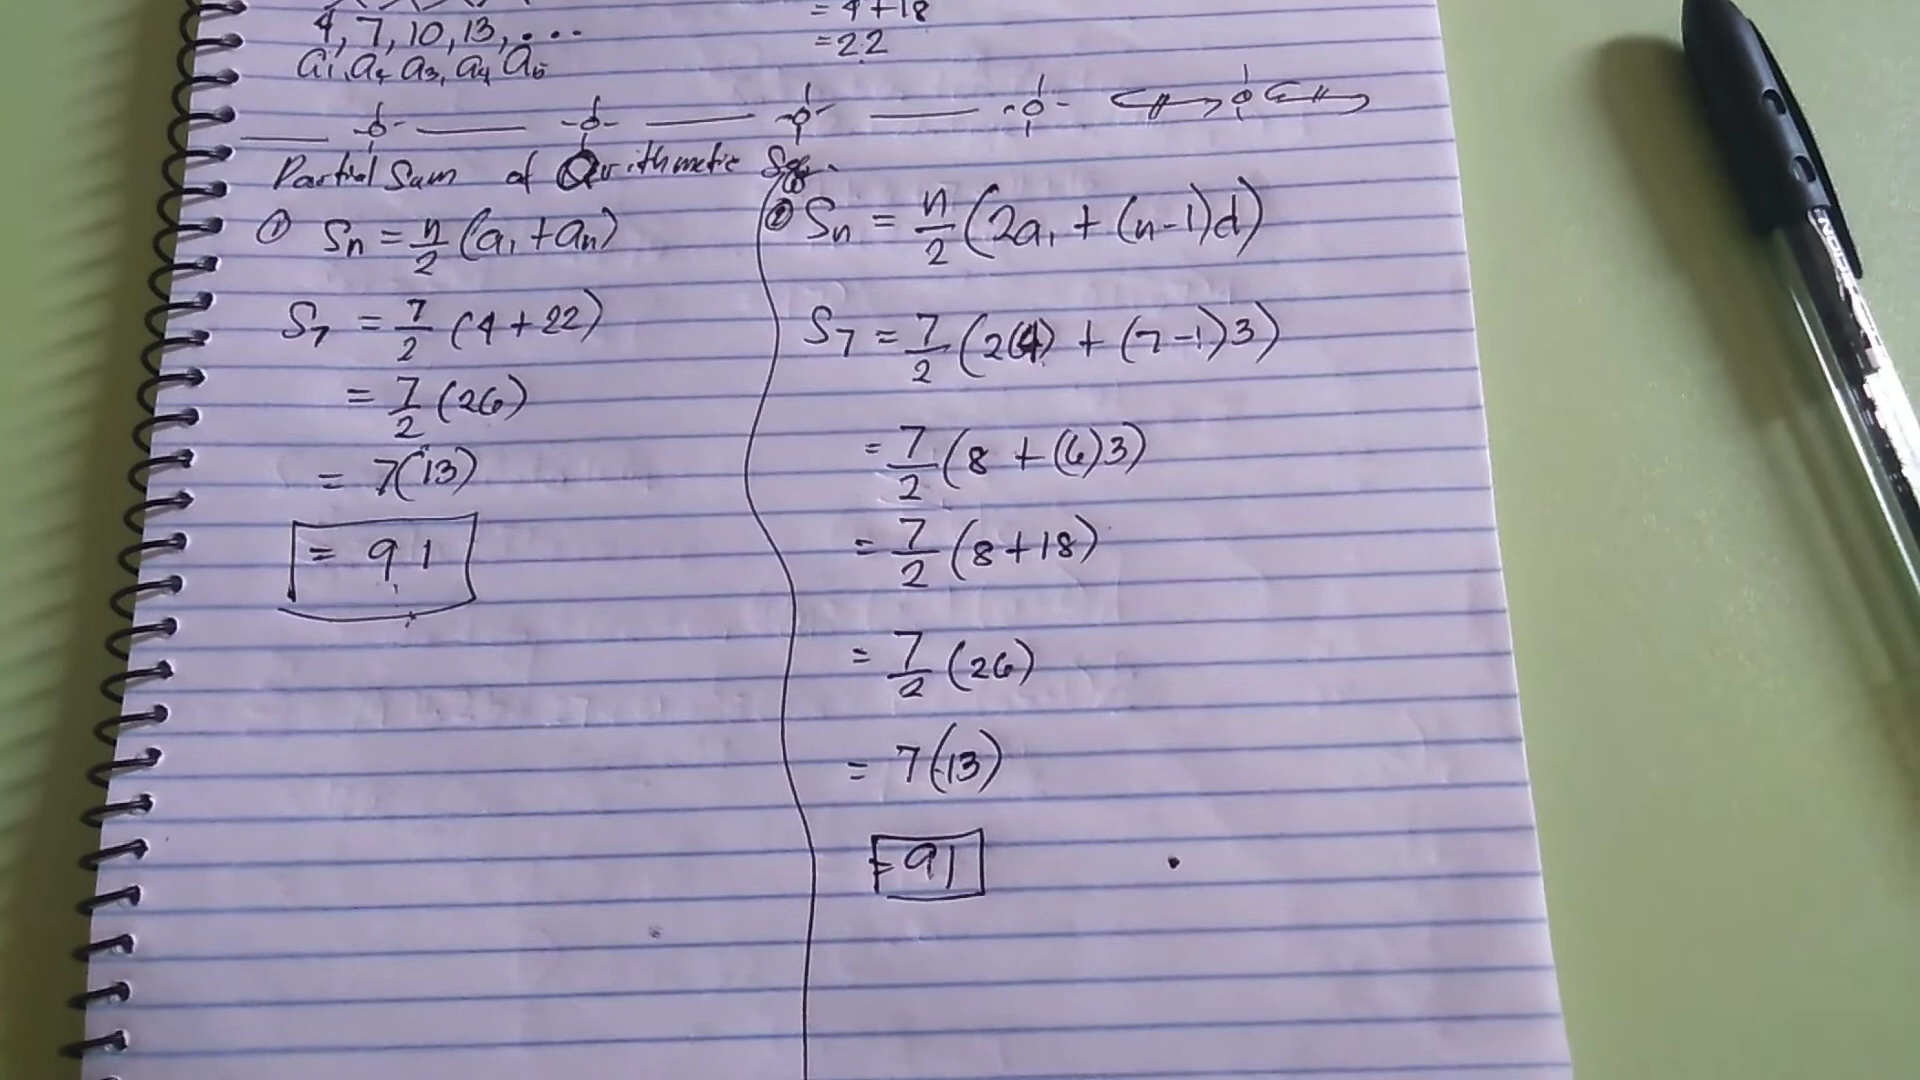 4, 7, 10, 13, ...
a1, a2, a3, a4, a5
= 4 + 18
= 22
Partial Sum of Arithmetic Seq.
① Sn = n/2 (a1 + an)
S7 = 7/2 (4 + 22)
= 7/2 (26)
= 7(13)
= 91
② Sn = n/2 (2a1 + (n-1)d)
S7 = 7/2 (2(4) + (7-1)3)
= 7/2 (8 + (6)3)
= 7/2 (8 + 18)
= 7/2 (26)
= 7(13)
= 91